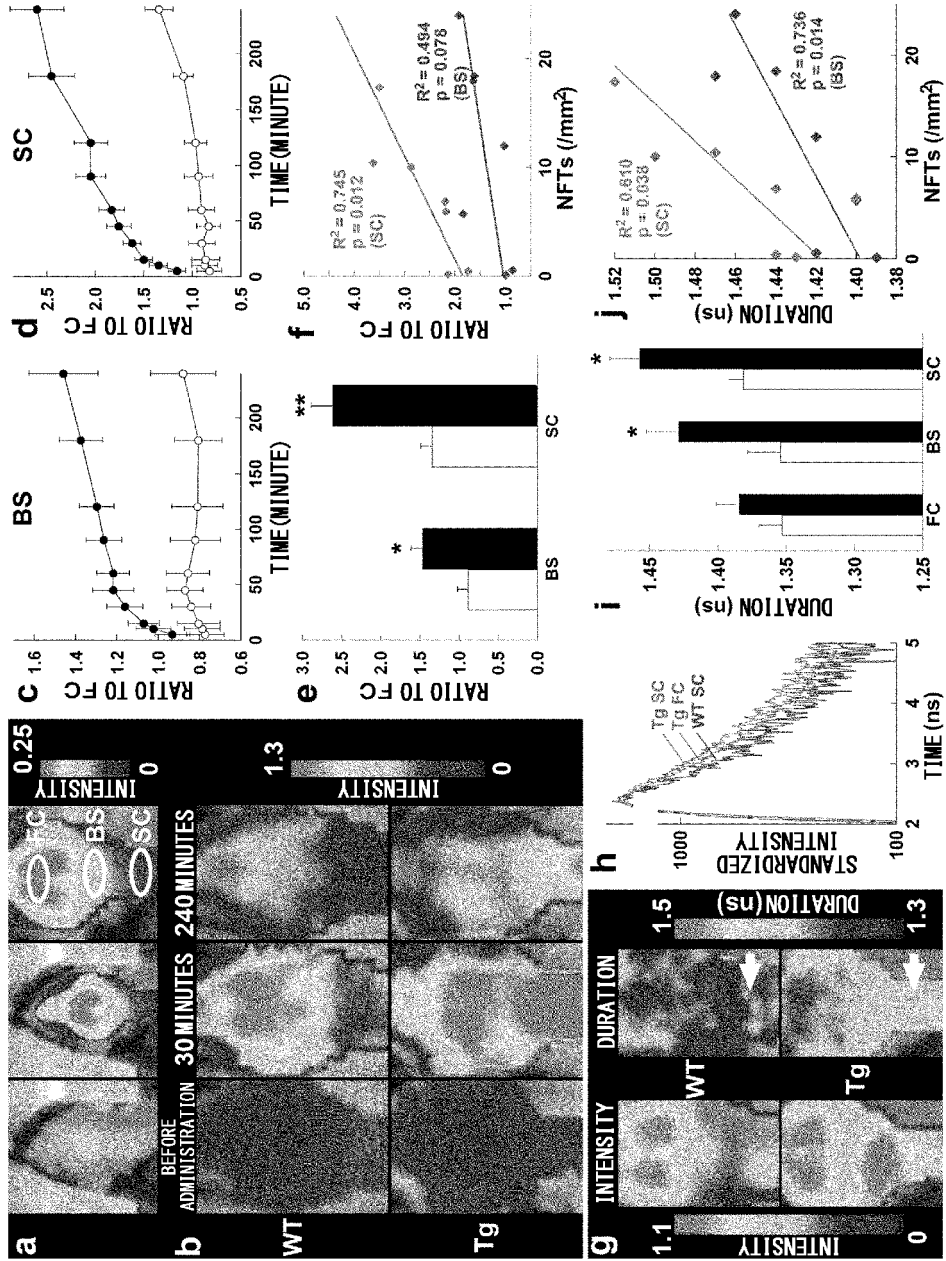 a
FC
BS
SC
0.25
INTENSITY
0
BEFORE
ADMINISTRATION
30 MINUTES
240 MINUTES
b
WT
Tg
1.3
INTENSITY
0
c
BS
RATIO TO FC
1.6
1.4
1.2
1.0
0.8
0.6
0
50
100
150
200
TIME (MINUTE)
d
SC
RATIO TO FC
2.5
2.0
1.5
1.0
0.5
0
50
100
150
200
TIME (MINUTE)
e
RATIO TO FC
3.0
2.5
2.0
1.5
1.0
0.5
0.0
*
**
BS
SC
f
RATIO TO FC
5.0
4.0
3.0
2.0
1.0
R² = 0.745
p = 0.012
(SC)
R² = 0.494
p = 0.078
(BS)
0
10
20
NFTs (/mm²)
g
INTENSITY
DURATION
1.1
INTENSITY
0
WT
Tg
1.5
DURATION (ns)
1.3
h
STANDARDIZED
INTENSITY
1000
100
Tg SC
Tg FC
WT SC
2
3
4
5
TIME (ns)
i
DURATION (ns)
1.45
1.40
1.35
1.30
1.25
*
*
FC
BS
SC
j
DURATION (ns)
1.52
1.50
1.48
1.46
1.44
1.42
1.40
1.38
R² = 0.610
p = 0.038
(SC)
R² = 0.736
p = 0.014
(BS)
0
10
20
NFTs (/mm²)